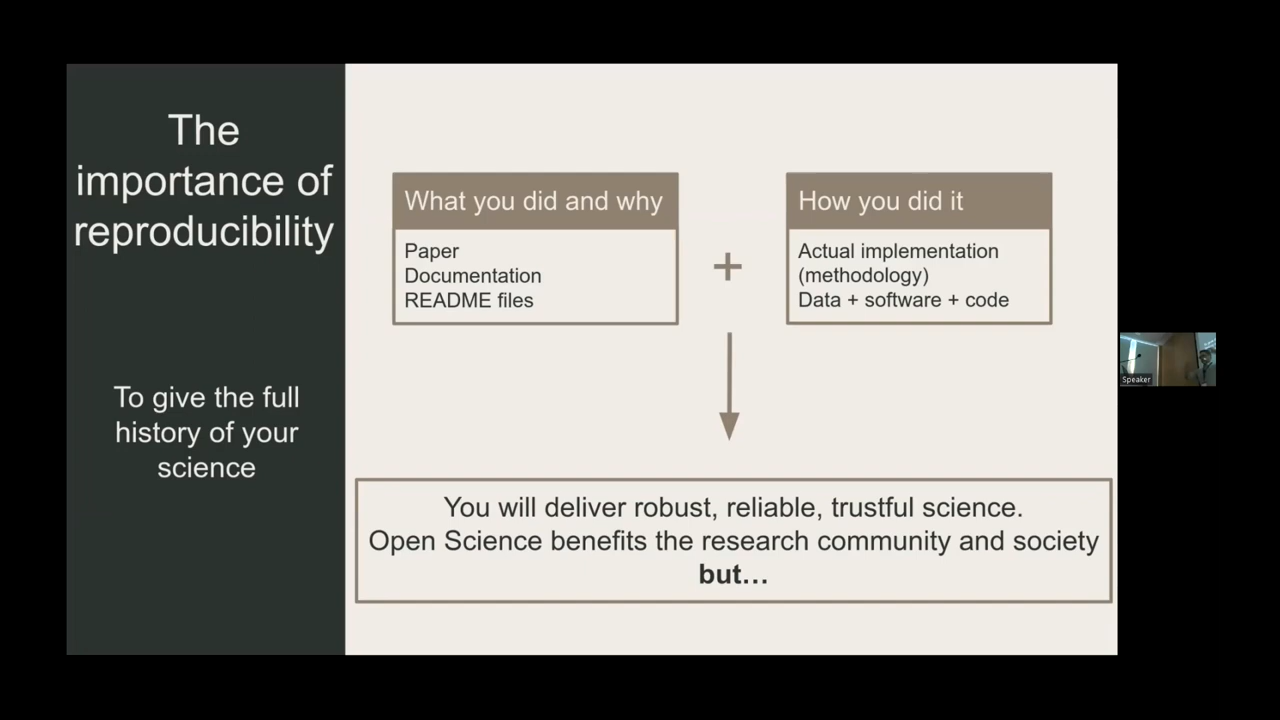 The
importance of
reproducibility
To give the full
history of your
science
What you did and why
Paper
Documentation
README files
+
How you did it
Actual implementation
(methodology)
Data + software + code
You will deliver robust, reliable, trustful science.
Open Science benefits the research community and society
but...
Speaker